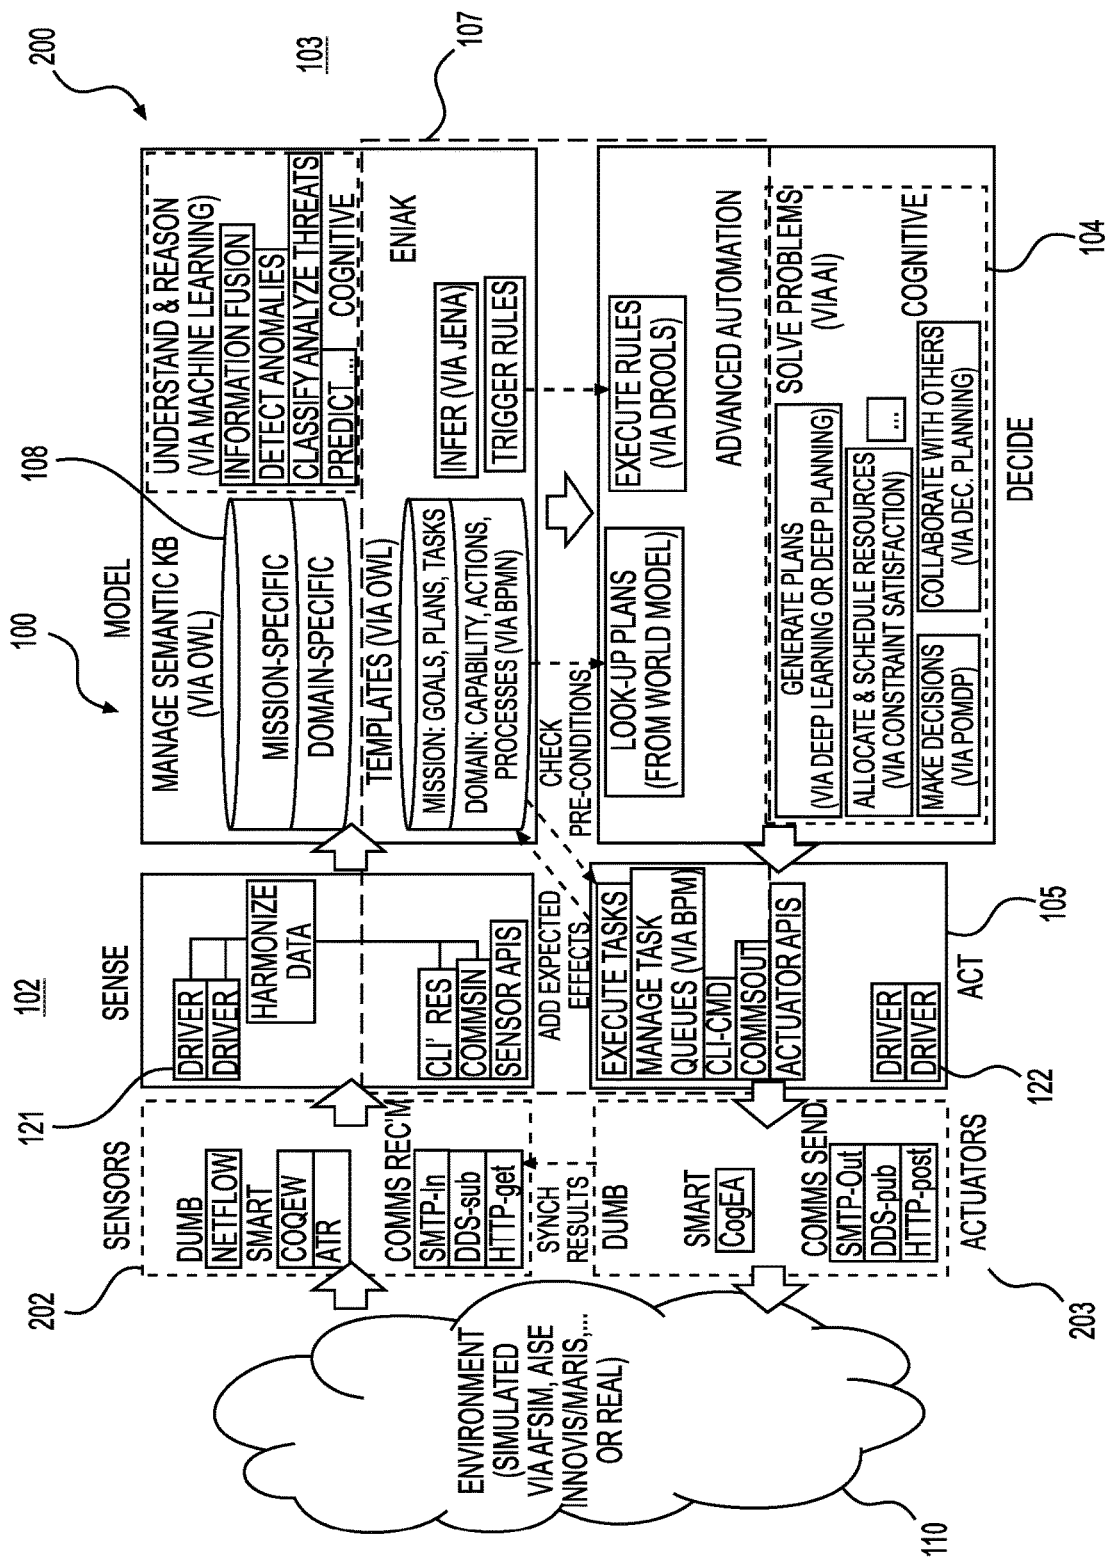 200
103
107
100
MODEL
108
MANAGE SEMANTIC KB
(VIA OWL)
MISSION-SPECIFIC
DOMAIN-SPECIFIC
UNDERSTAND & REASON
(VIA MACHINE LEARNING)
INFORMATION FUSION
DETECT ANOMALIES
CLASSIFY ANALYZE THREATS
PREDICT ...
COGNITIVE
TEMPLATES (VIA OWL)
MISSION: GOALS, PLANS, TASKS
DOMAIN: CAPABILITY, ACTIONS,
PROCESSES (VIA BPMN)
ENIAK
INFER (VIA JENA)
TRIGGER RULES
CHECK
PRE-CONDITIONS
LOOK-UP PLANS
(FROM WORLD MODEL)
EXECUTE RULES
(VIA DROOLS)
ADVANCED AUTOMATION
SOLVE PROBLEMS
(VIA AI)
GENERATE PLANS
(VIA DEEP LEARNING OR DEEP PLANNING)
ALLOCATE & SCHEDULE RESOURCES
(VIA CONSTRAINT SATISFACTION)
...
COGNITIVE
MAKE DECISIONS
(VIA POMDP)
COLLABORATE WITH OTHERS
(VIA DEC. PLANNING)
DECIDE
104
102
SENSE
121
DRIVER
DRIVER
HARMONIZE
DATA
CLI' RES
COMMSIN
SENSOR APIS
ADD EXPECTED
EFFECTS
EXECUTE TASKS
MANAGE TASK
QUEUES (VIA BPM)
CLI-CMDI
COMMSOUT
ACTUATOR APIS
DRIVER
DRIVER
ACT
105
122
SENSORS
202
DUMB
NETFLOW
SMART
COQEW
ATR
COMMS REC'M
SMTP-In
DDS-sub
HTTP-get
SYNCH
RESULTS
DUMB
SMART
CogEA
COMMS SEND
SMTP-Out
DDS-pub
HTTP-post
ACTUATORS
203
ENVIRONMENT
(SIMULATED
VIA AFSIM, AISE
INNOVIS/MARIS,...
OR REAL)
110